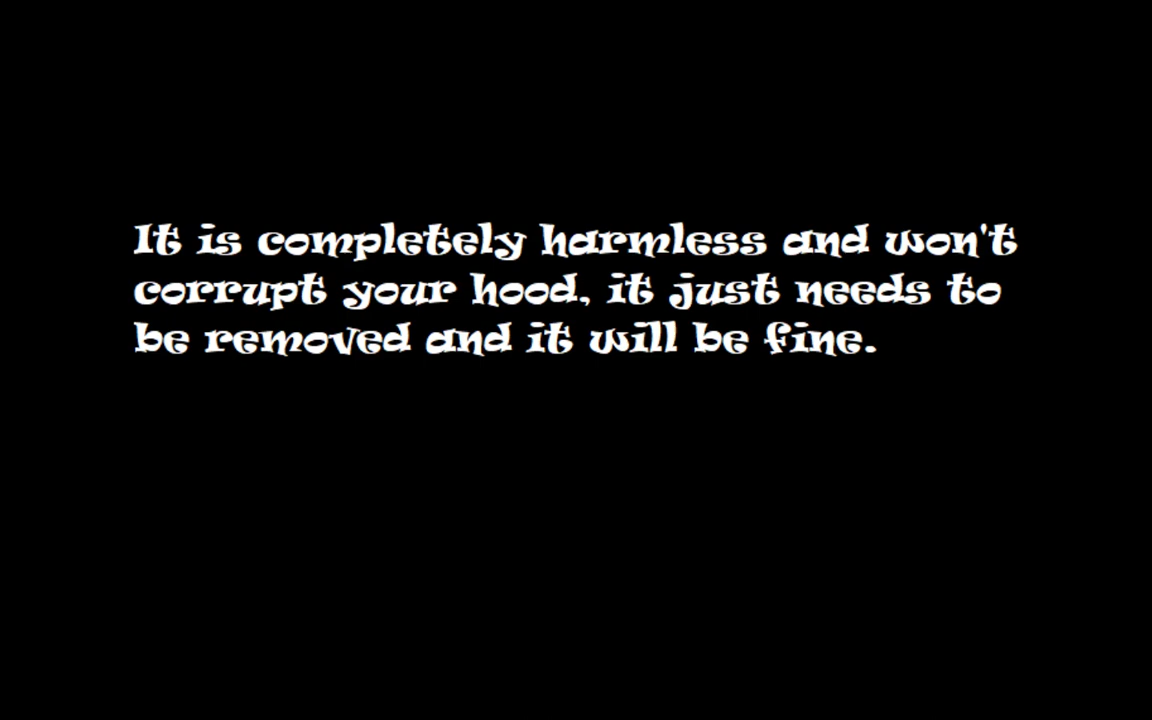 It is completely harmless and won't
corrupt your hood, it just needs to
be removed and it will be fine.